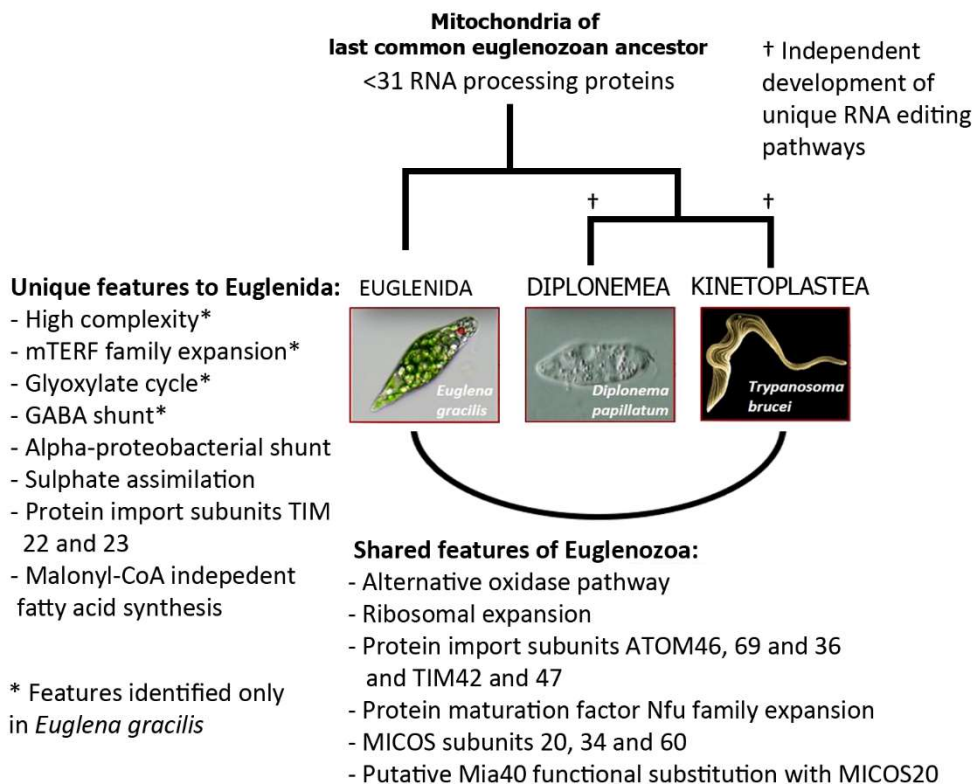 Mitochondria of
last common euglenozoan ancestor
<31 RNA processing proteins
† Independent
development of
unique RNA editing
pathways
†
†
EUGLENIDA
DIPLONEMEA
KINETOPLASTEA
Euglena
gracilis
Diplonema
papillatum
Trypanosoma
brucei
Unique features to Euglenida:
- High complexity*
- mTERF family expansion*
- Glyoxylate cycle*
- GABA shunt*
- Alpha-proteobacterial shunt
- Sulphate assimilation
- Protein import subunits TIM
22 and 23
- Malonyl-CoA indepedent
fatty acid synthesis
* Features identified only
in Euglena gracilis
Shared features of Euglenozoa:
- Alternative oxidase pathway
- Ribosomal expansion
- Protein import subunits ATOM46, 69 and 36
and TIM42 and 47
- Protein maturation factor Nfu family expansion
- MICOS subunits 20, 34 and 60
- Putative Mia40 functional substitution with MICOS20